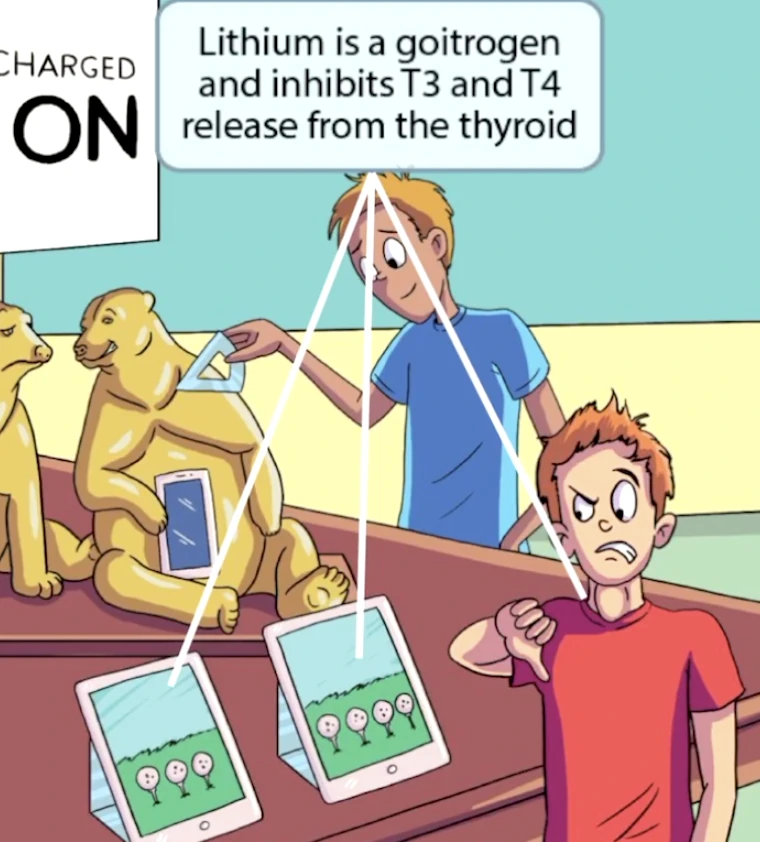 CHARGED
ON
Lithium is a goitrogen
and inhibits T3 and T4
release from the thyroid